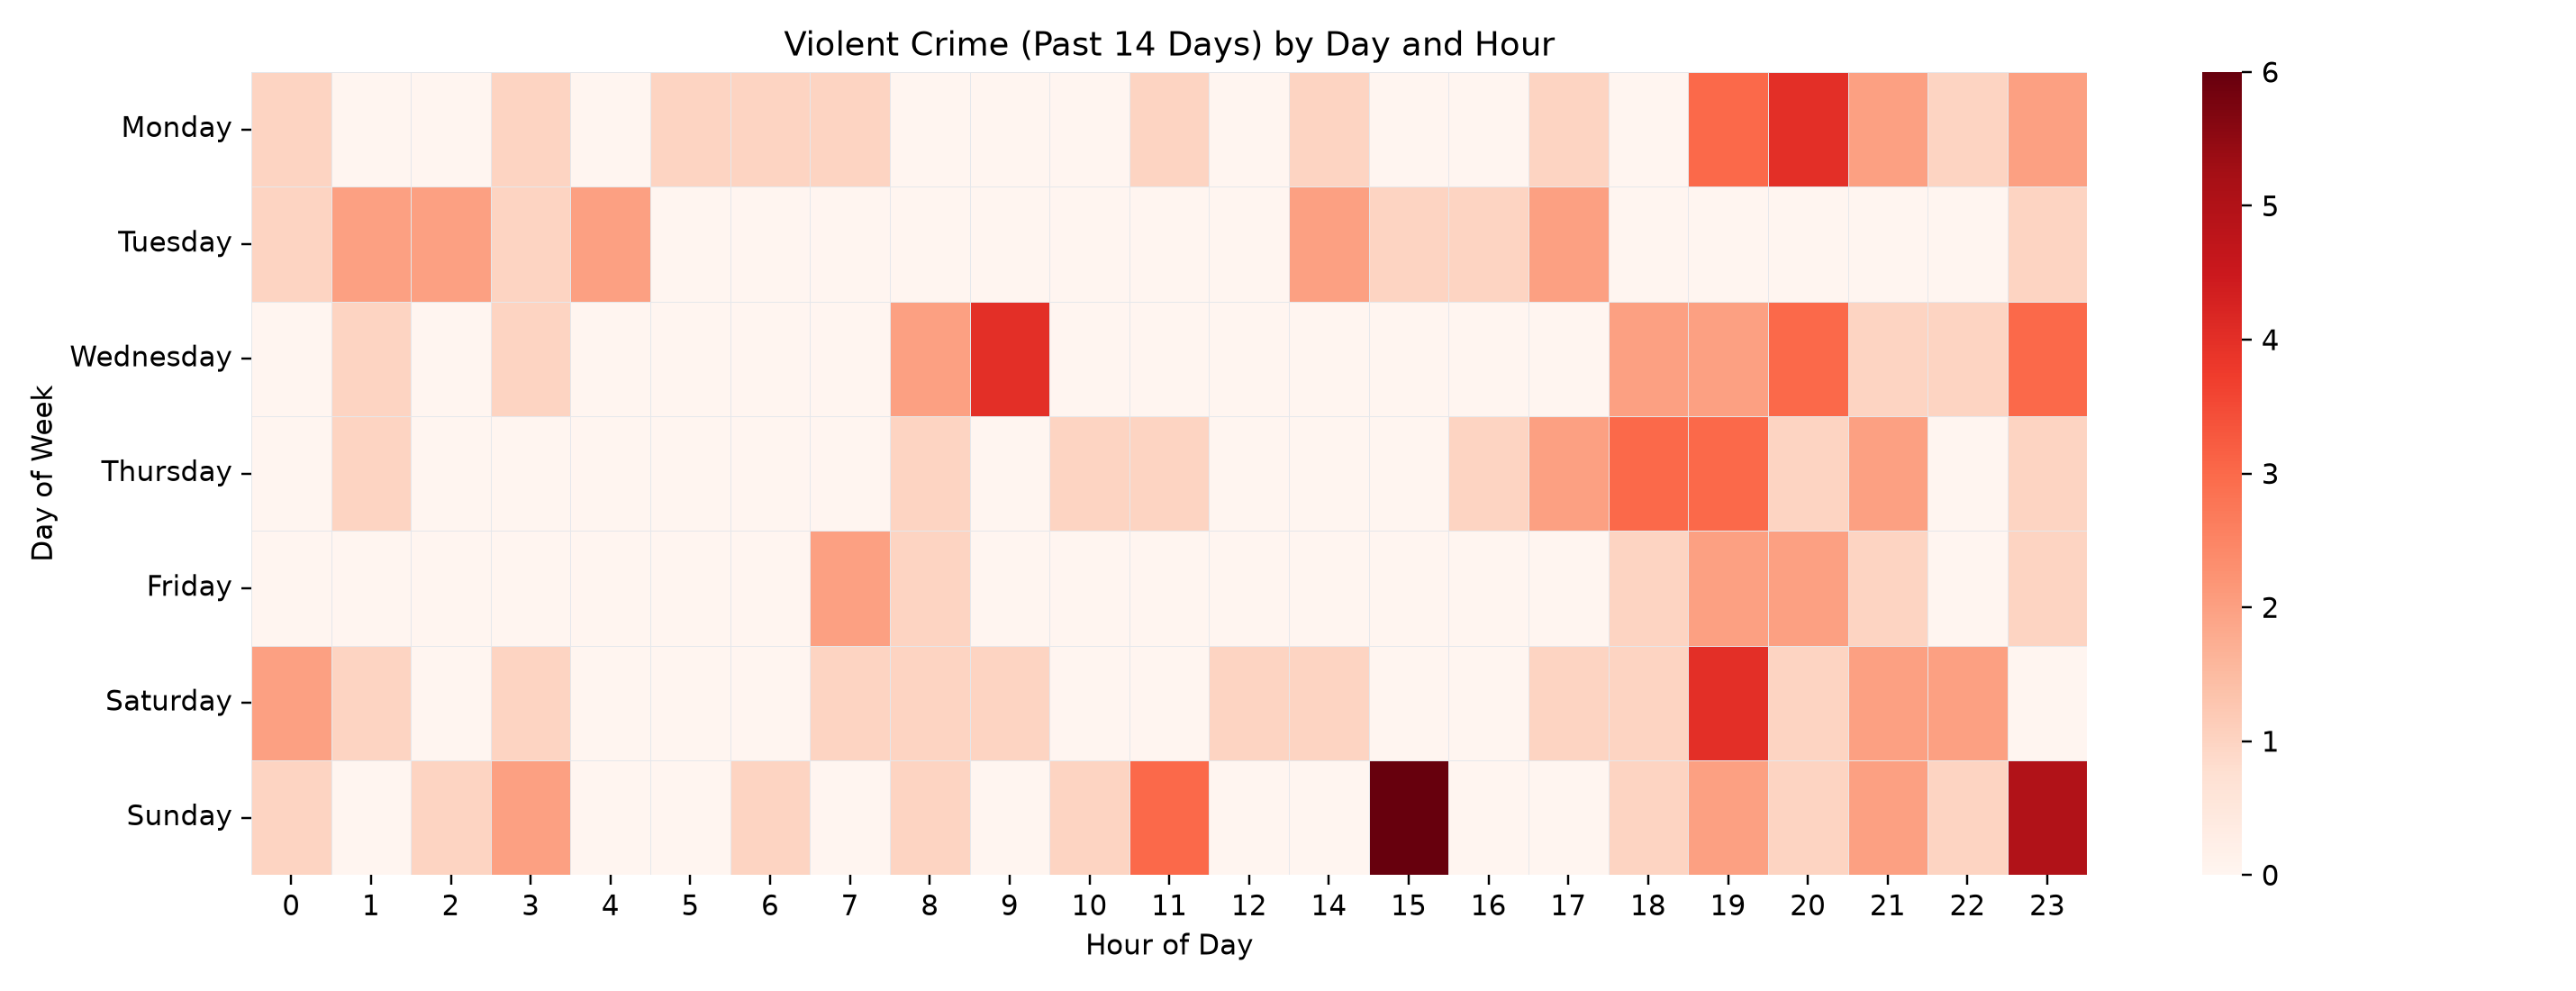 Violent Crime (Past 14 Days) by Day and Hour
Day of Week
Monday
Tuesday
Wednesday
Thursday
Friday
Saturday
Sunday
0 1 2 3 4 5 6 7 8 9 10 11 12 14 15 16 17 18 19 20 21 22 23
Hour of Day
6
5
4
3
2
1
0